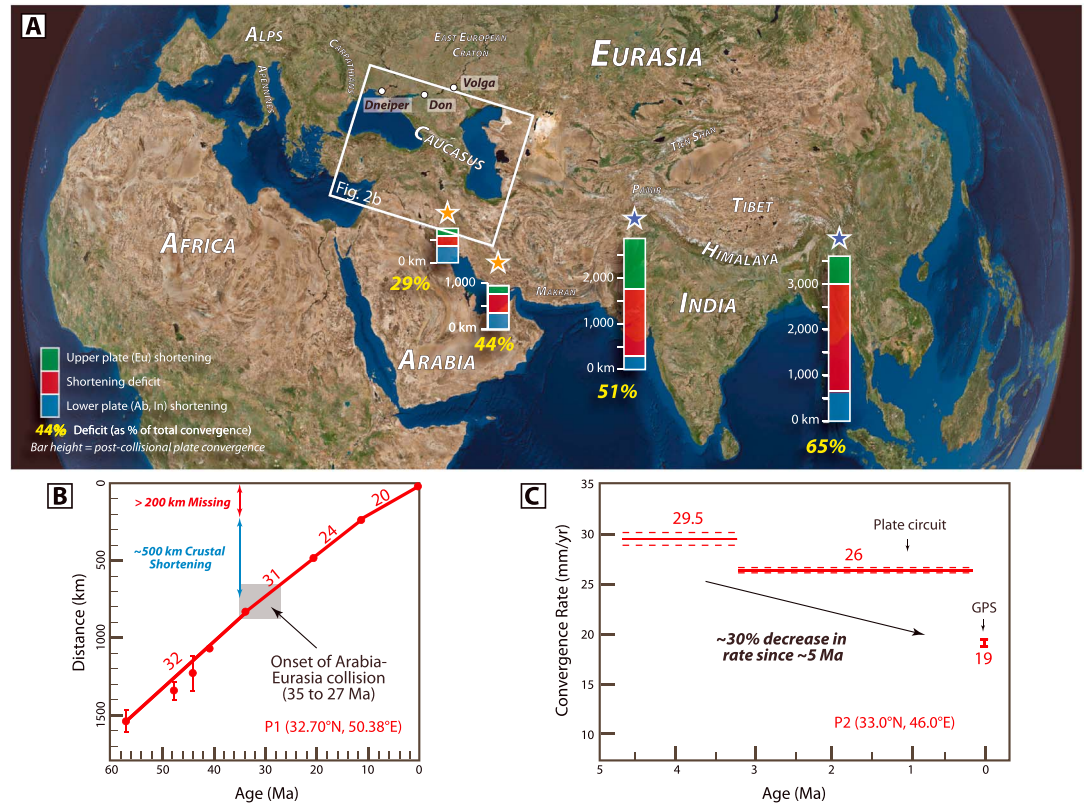 A
ALPS
CARPATHIANS
EAST EUROPEAN
CRATON
EURASIA
APENNINES
Volga
Dneiper
Don
CAUCASUS
TIEN SHAN
Fig. 2b
PAMIR
TIBET
AFRICA
HIMALAYA
0 km
29%
1,000
MAKRAN
2,000
3,000
INDIA
0 km
44%
1,000
2,000
ARABIA
0 km
51%
1,000
0 km
65%
Upper plate (Eu) shortening
Shortening deficit
Lower plate (Ab, In) shortening
44% Deficit (as % of total convergence)
Bar height = post-collisional plate convergence
B
0
500
1000
1500
Distance (km)
> 200 km Missing
~500 km Crustal
Shortening
20
24
31
32
Onset of Arabia-
Eurasia collision
(35 to 27 Ma)
P1 (32.70°N, 50.38°E)
60 50 40 30 20 10 0
Age (Ma)
C
35
30
25
20
15
10
Convergence Rate (mm/yr)
29.5
Plate circuit
26
GPS
~30% decrease in
rate since ~5 Ma
19
P2 (33.0°N, 46.0°E)
5 4 3 2 1 0
Age (Ma)